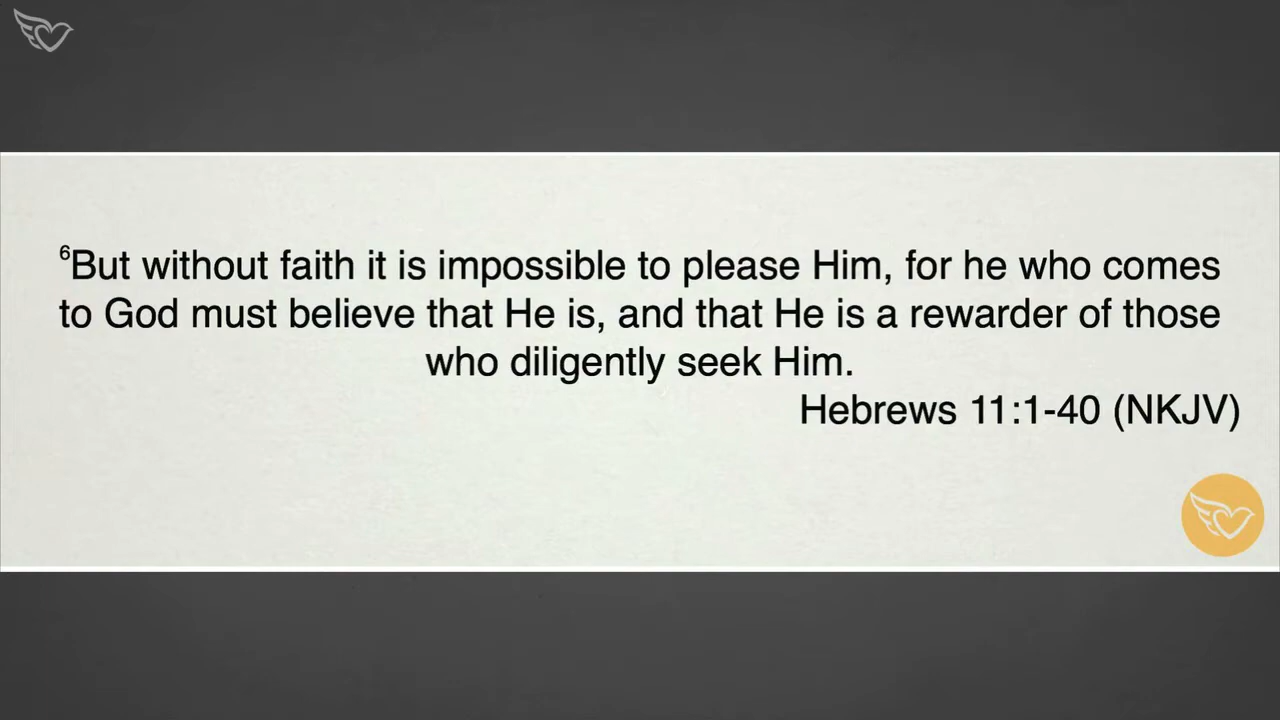 ⁶But without faith it is impossible to please Him, for he who comes
to God must believe that He is, and that He is a rewarder of those
who diligently seek Him.
Hebrews 11:1-40 (NKJV)